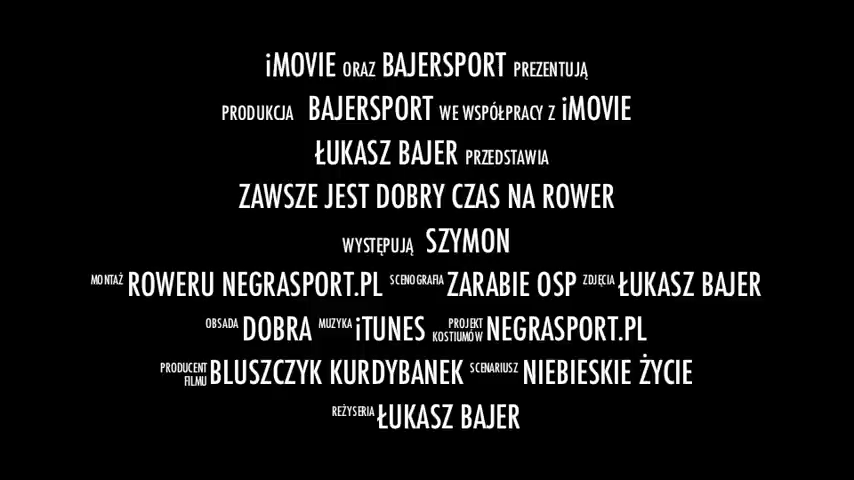 iMOVIE ORAZ BAJERSPORT PREZENTUJĄ
PRODUKCJA BAJERSPORT WE WSPÓŁPRACY Z iMOVIE
ŁUKASZ BAJER PRZEDSTAWIA
ZAWSZE JEST DOBRY CZAS NA ROWER
WYSTĘPUJĄ SZYMON
MONTAŻ ROWERU NEGRASPORT.PL SCENOGRAFIA ZARABIE OSP ZDJĘCIA ŁUKASZ BAJER
OBSADA DOBRA MUZYKA iTUNES PROJEKT KOSTIUMÓW NEGRASPORT.PL
PRODUCENT FILMU BLUSZCZYK KURDYBANEK SCENARIUSZ NIEBIESKIE ŻYCIE
REŻYSERIA ŁUKASZ BAJER